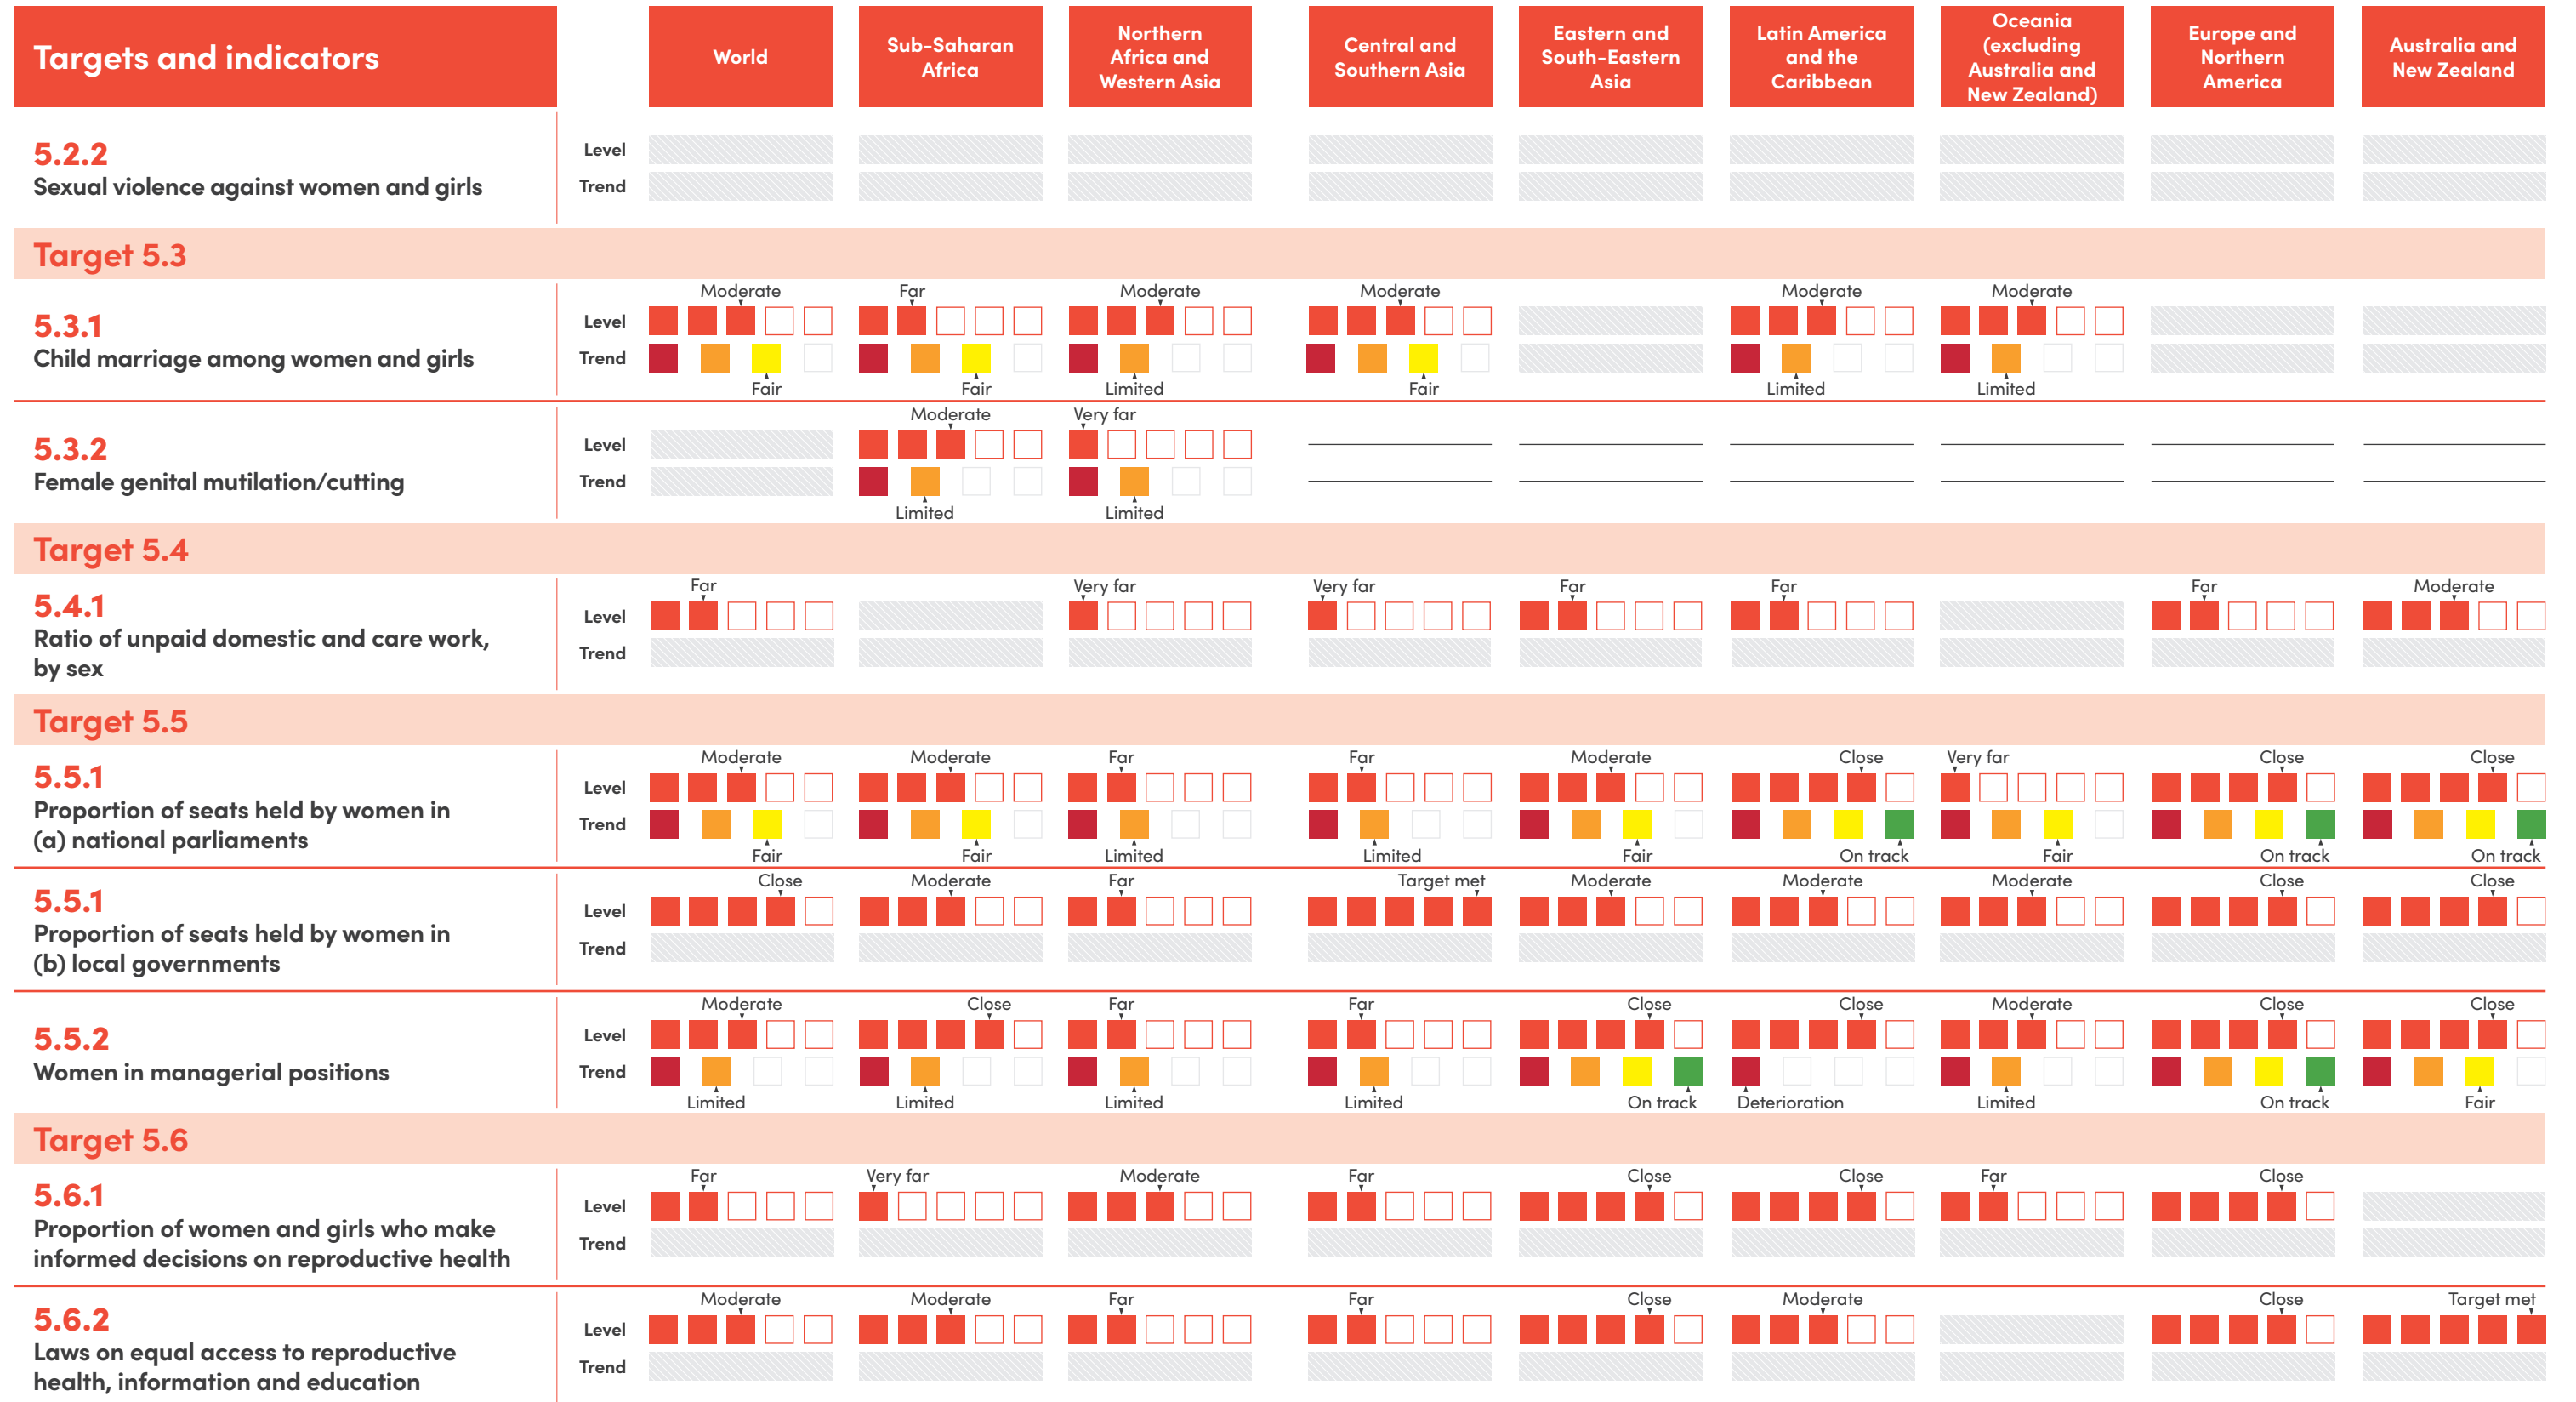 Targets and indicators
World
Sub-Saharan
Africa
Northern
Africa and
Western Asia
Central and
Southern Asia
Eastern and
South-Eastern
Asia
Latin America
and the
Caribbean
Oceania
(excluding
Australia and
New Zealand)
Europe and
Northern
America
Australia and
New Zealand
5.2.2
Sexual violence against women and girls
Level
Trend
Target 5.3
5.3.1
Child marriage among women and girls
Moderate Far Moderate Moderate Moderate Moderate
Level
Trend
Fair Fair Limited Fair Limited Limited
5.3.2
Female genital mutilation/cutting
Moderate Very far
Level
Trend
Limited Limited
Target 5.4
5.4.1
Ratio of unpaid domestic and care work,
by sex
Far Very far Very far Far Far Far Moderate
Level
Trend
Target 5.5
5.5.1
Proportion of seats held by women in
(a) national parliaments
Moderate Moderate Far Far Moderate Close Very far Close Close
Level
Trend
Fair Fair Limited Limited Fair On track Fair On track On track
5.5.1
Proportion of seats held by women in
(b) local governments
Close Moderate Far Target met Moderate Moderate Moderate Close Close
Level
Trend
5.5.2
Women in managerial positions
Moderate Close Far Far Close Close Moderate Close Close
Level
Trend
Limited Limited Limited Limited On track Deterioration Limited On track Fair
Target 5.6
5.6.1
Proportion of women and girls who make
informed decisions on reproductive health
Far Very far Moderate Far Close Close Far Close
Level
Trend
5.6.2
Laws on equal access to reproductive
health, information and education
Moderate Moderate Far Far Close Moderate Close Target met
Level
Trend